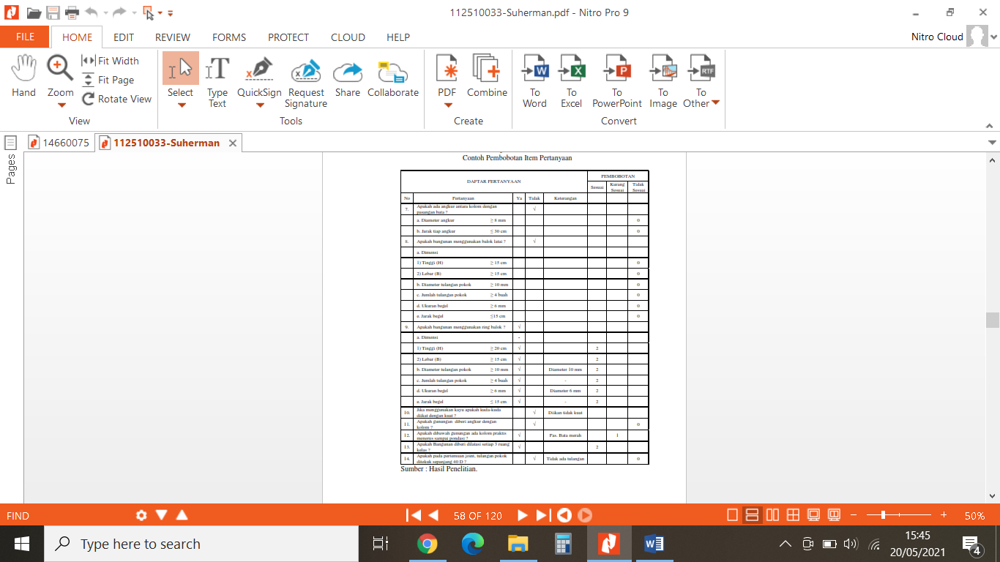 112510033-Suherman.pdf - Nitro Pro 9
FILE HOME EDIT REVIEW FORMS PROTECT CLOUD HELP Nitro Cloud
Hand
Zoom
Fit Width
Fit Page
Rotate View
View
Select
Type Text
QuickSign
Request Signature
Share
Collaborate
Tools
PDF
Combine
Create
To Word
To Excel
To PowerPoint
To Image
To Other
Convert
Pages
14660075 112510033-Suherman
Contoh Pembobotan Item Pertanyaan
DAFTAR PERTANYAAN PEMBOBOTAN
Sesuai Kurang Sesuai Tidak Sesuai
No Pertanyaan Ya Tidak Keterangan
7. Apakah ada angkur antara kolom dengan √
pasangan bata ?
a. Diameter angkur ≥ 8 mm 0
b. Jarak tiap angkur ≤ 30 cm 0
8. Apakah bangunan menggunakan balok latai ? √
a. Dimensi
1) Tinggi (H) ≥ 15 cm 0
2) Lebar (B) ≥ 15 cm 0
b. Diameter tulangan pokok ≥ 10 mm 0
c. Jumlah tulangan pokok ≥ 4 buah 0
d. Ukuran begel ≥ 6 mm 0
e. Jarak begel ≤15 cm 0
9. Apakah bangunan menggunakan ring balok ? √
a. Dimensi -
1) Tinggi (H) ≥ 20 cm √ 2
2) Lebar (B) ≥ 15 cm √ 2
b. Diameter tulangan pokok ≥ 10 mm √ Diameter 10 mm 2
c. Jumlah tulangan pokok ≥ 4 buah √ - 2
d. Ukuran begel ≥ 6 mm √ Diameter 6 mm 2
e. Jarak begel ≤ 15 cm √ - 2
10. Jika menggunakan kayu apakah kuda-kuda √ Diikan tidak kuat
diikat dengan kuat ?
11. Apakah gunungan diberi angkur dengan √ 0
kolom ?
12. Apakah dibawah gunungan ada kolom praktis √ Pas. Bata merah 1
menerus sampai pondasi ?
13. Apakah Bangunan diberi dilatasi setiap 3 ruang √ 2
kelas ?
14. Apakah pada pertemuan joint, tulangan pokok √ Tidak ada tulangan 0
ditekuk sepanjang 40 D ?
Sumber : Hasil Penelitian.
FIND 58 OF 120 50%
Type here to search
15:45
20/05/2021
4